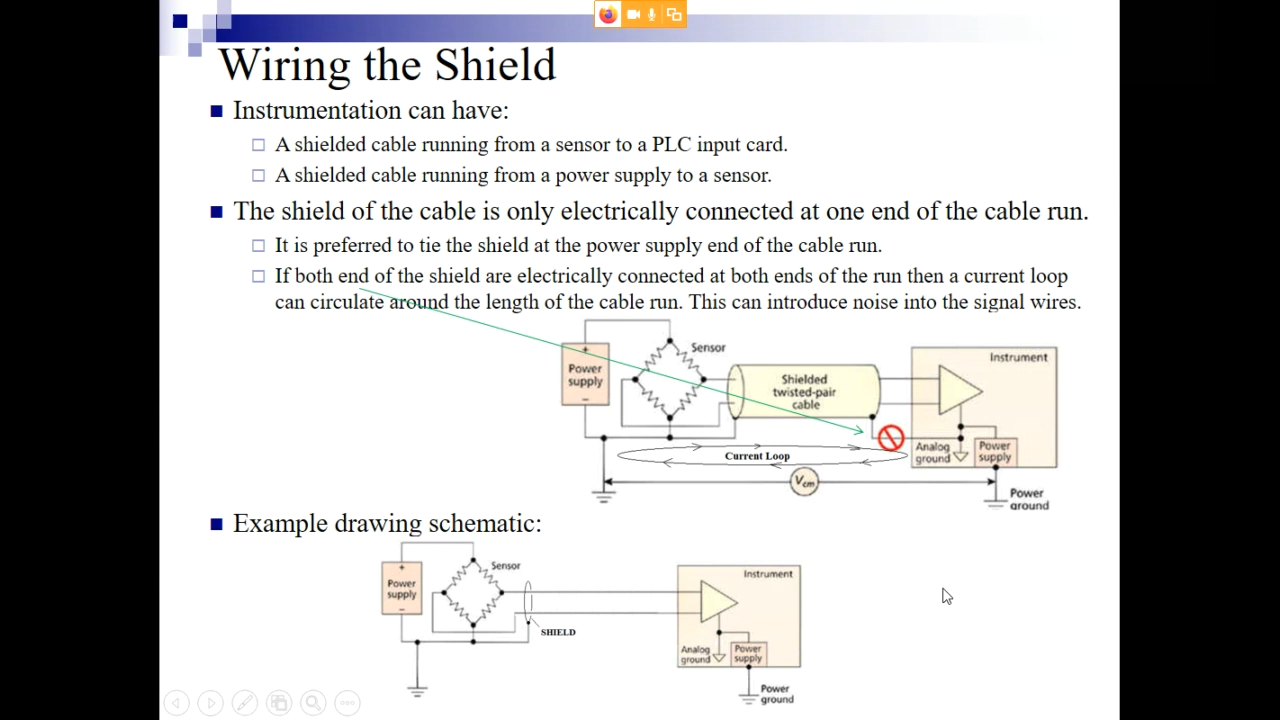 Wiring the Shield
Instrumentation can have:
A shielded cable running from a sensor to a PLC input card.
A shielded cable running from a power supply to a sensor.
The shield of the cable is only electrically connected at one end of the cable run.
It is preferred to tie the shield at the power supply end of the cable run.
If both end of the shield are electrically connected at both ends of the run then a current loop
can circulate around the length of the cable run. This can introduce noise into the signal wires.
+
Power
supply
−
Sensor
Shielded
twisted-pair
cable
Instrument
Analog
ground
Power
supply
Current Loop
Vcm
Power
ground
Example drawing schematic:
+
Power
supply
−
Sensor
SHIELD
Instrument
Analog
ground
Power
supply
Power
ground